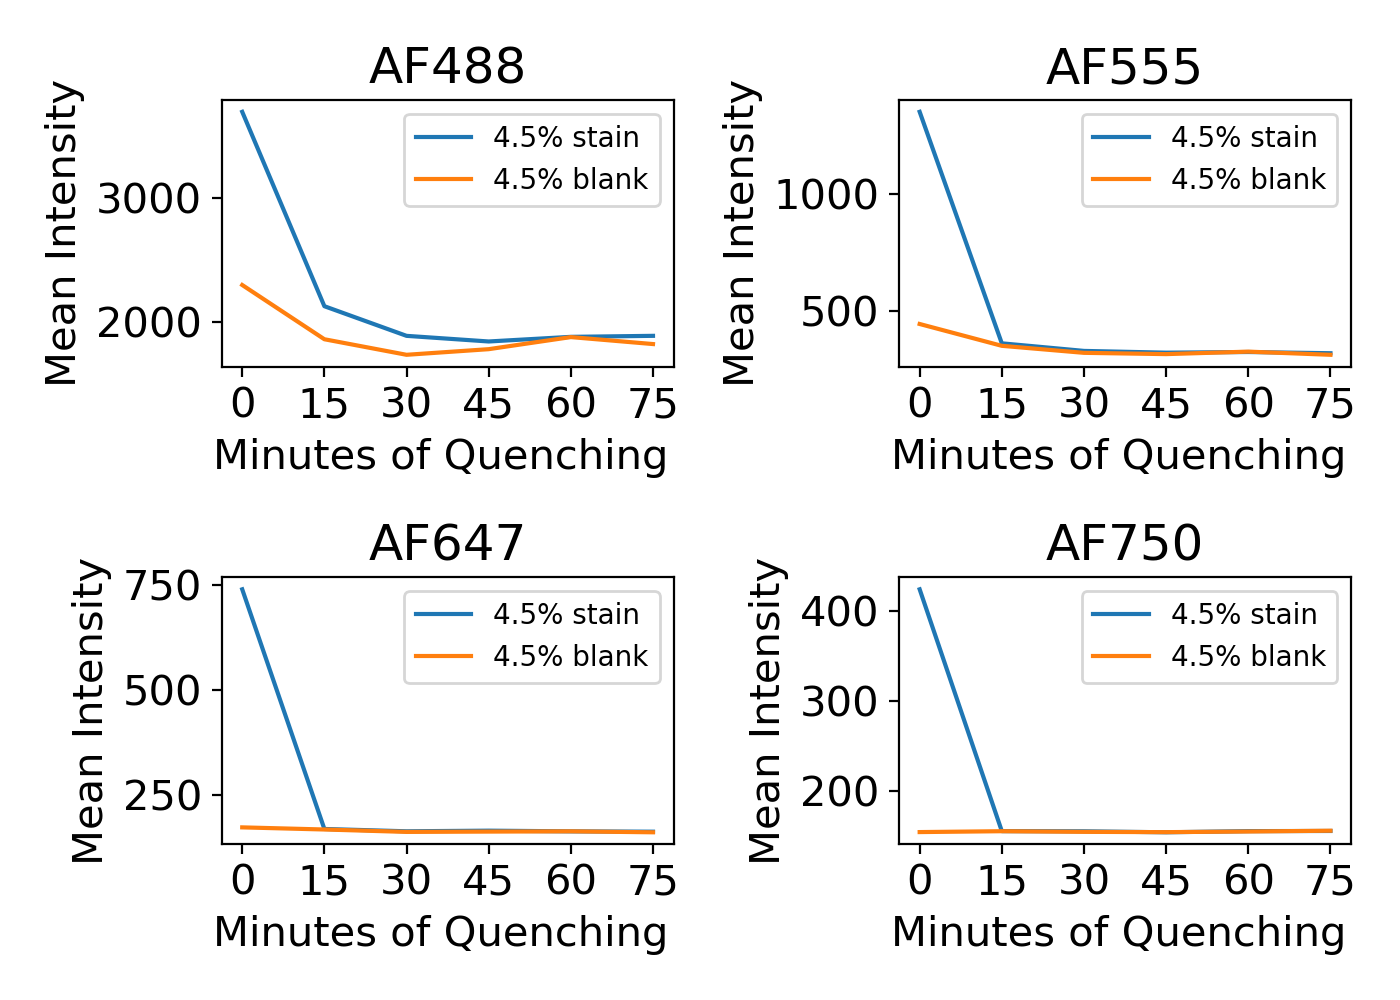 AF488
Mean Intensity
3000
2000
4.5% stain
4.5% blank
0 15 30 45 60 75
Minutes of Quenching
AF555
Mean Intensity
1000
500
4.5% stain
4.5% blank
0 15 30 45 60 75
Minutes of Quenching
AF647
Mean Intensity
750
500
250
4.5% stain
4.5% blank
0 15 30 45 60 75
Minutes of Quenching
AF750
Mean Intensity
400
300
200
4.5% stain
4.5% blank
0 15 30 45 60 75
Minutes of Quenching